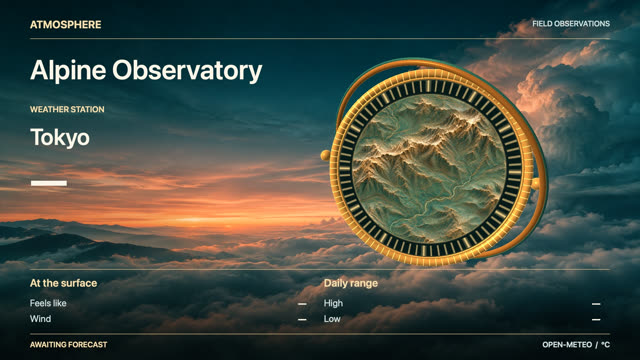 ATMOSPHERE
FIELD OBSERVATIONS
Alpine Observatory
WEATHER STATION
Tokyo
—
At the surface
Feels like —
Wind —
Daily range
High —
Low —
AWAITING FORECAST
OPEN-METEO / °C